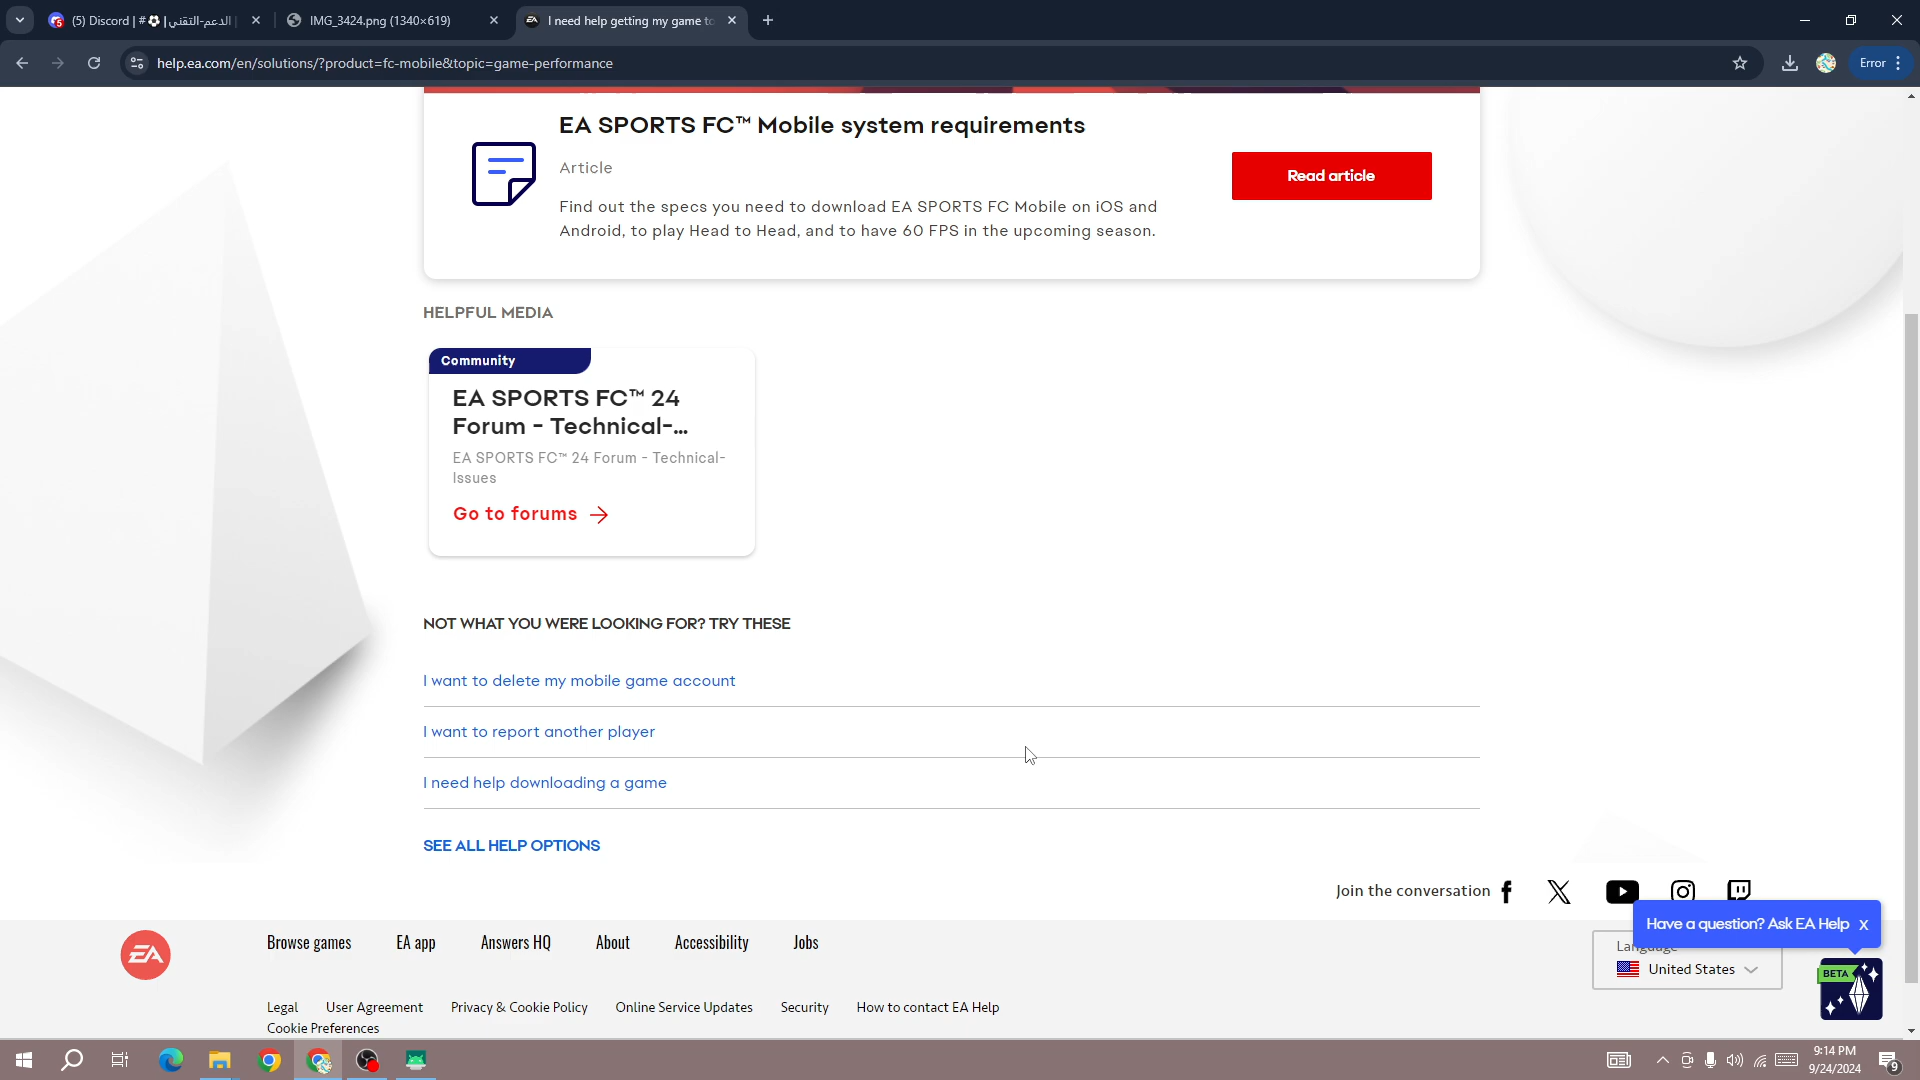 (5) Discord | # ⚽ | الدعم-التقني |
IMG_3424.png (1340×619)
I need help getting my game to
help.ea.com/en/solutions/?product=fc-mobile&topic=game-performance
Error
EA SPORTS FC™ Mobile system requirements
Article
Read article
Find out the specs you need to download EA SPORTS FC Mobile on iOS and
Android, to play Head to Head, and to have 60 FPS in the upcoming season.
HELPFUL MEDIA
Community
EA SPORTS FC™ 24
Forum - Technical-...
EA SPORTS FC™ 24 Forum - Technical-
Issues
Go to forums
NOT WHAT YOU WERE LOOKING FOR? TRY THESE
I want to delete my mobile game account
I want to report another player
I need help downloading a game
SEE ALL HELP OPTIONS
Join the conversation
Have a question? Ask EA Help x
EA
Browse games EA app Answers HQ About Accessibility Jobs
Language
United States
BETA
Legal User Agreement Privacy & Cookie Policy Online Service Updates Security How to contact EA Help
Cookie Preferences
9:14 PM
9/24/2024
9